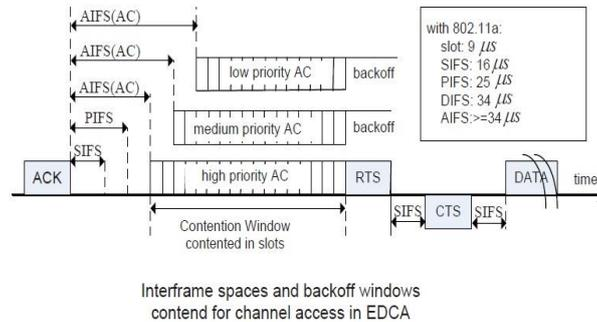 AIFS(AC)
AIFS(AC)
AIFS(AC)
PIFS
SIFS
low priority AC
backoff
medium priority AC
backoff
high priority AC
ACK
RTS
SIFS
CTS
SIFS
DATA
time
Contention Window
contented in slots
with 802.11a:
slot: 9 µs
SIFS: 16 µs
PIFS: 25 µs
DIFS: 34 µs
AIFS:>=34 µs
Interframe spaces and backoff windows
contend for channel access in EDCA